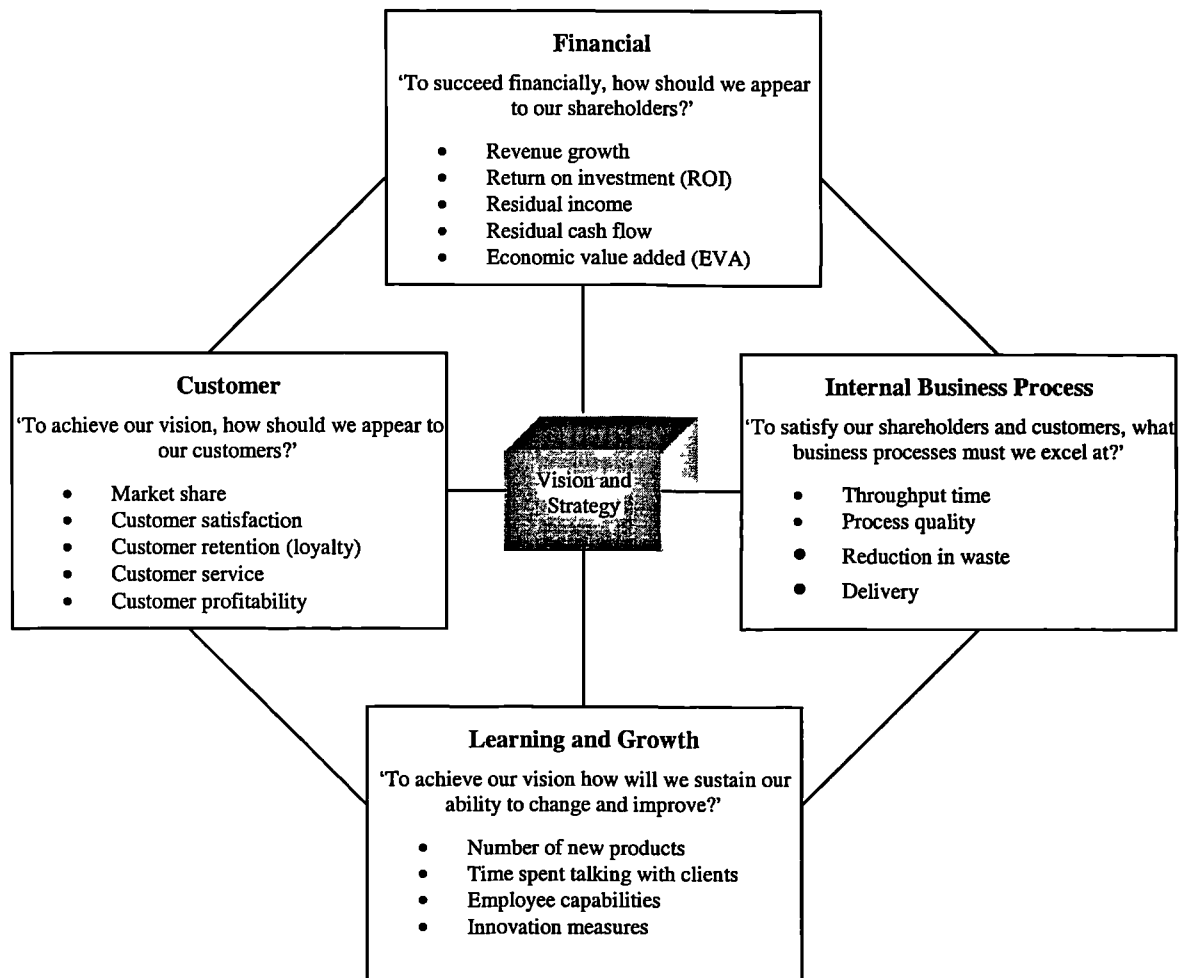 Financial
‘To succeed financially, how should we appear
to our shareholders?’
• Revenue growth
• Return on investment (ROI)
• Residual income
• Residual cash flow
• Economic value added (EVA)
Customer
‘To achieve our vision, how should we appear to
our customers?’
• Market share
• Customer satisfaction
• Customer retention (loyalty)
• Customer service
• Customer profitability
Vision and
Strategy
Internal Business Process
‘To satisfy our shareholders and customers, what
business processes must we excel at?’
• Throughput time
• Process quality
• Reduction in waste
• Delivery
Learning and Growth
‘To achieve our vision how will we sustain our
ability to change and improve?’
• Number of new products
• Time spent talking with clients
• Employee capabilities
• Innovation measures